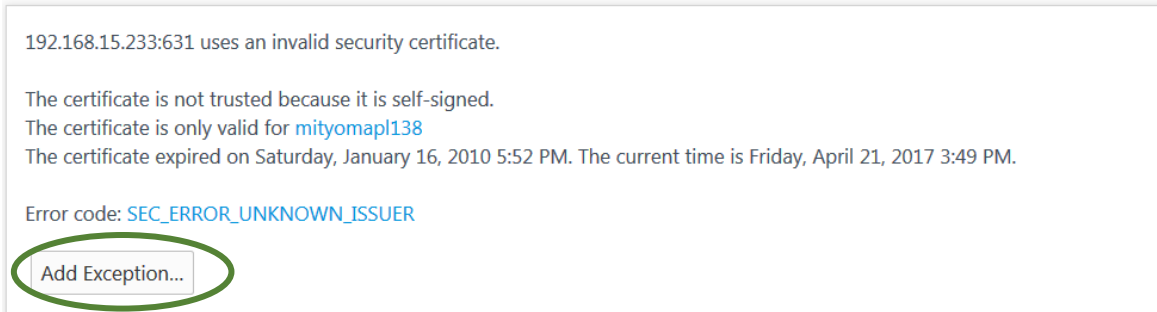 192.168.15.233:631 uses an invalid security certificate.
The certificate is not trusted because it is self-signed.
The certificate is only valid for mityomapl138
The certificate expired on Saturday, January 16, 2010 5:52 PM. The current time is Friday, April 21, 2017 3:49 PM.
Error code: SEC_ERROR_UNKNOWN_ISSUER
Add Exception...